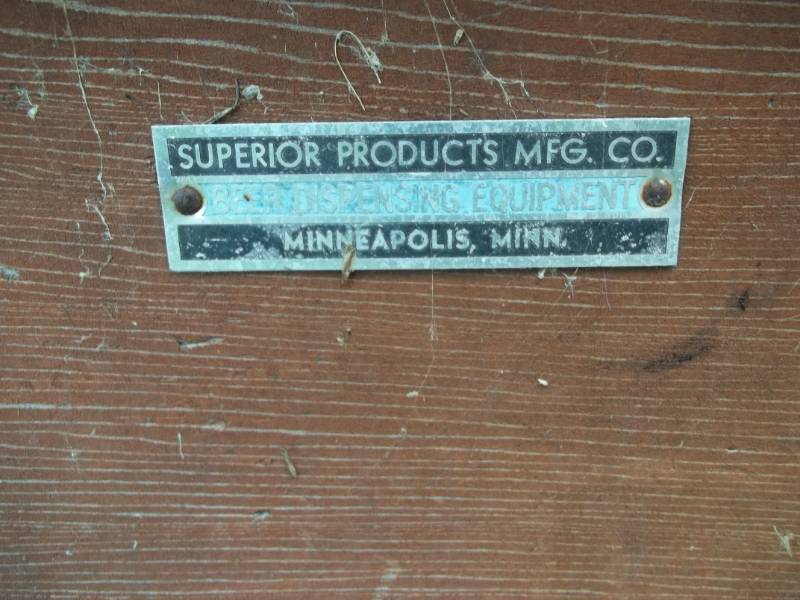 SUPERIOR PRODUCTS MFG. CO.
BEER DISPENSING EQUIPMENT
MINNEAPOLIS, MINN.